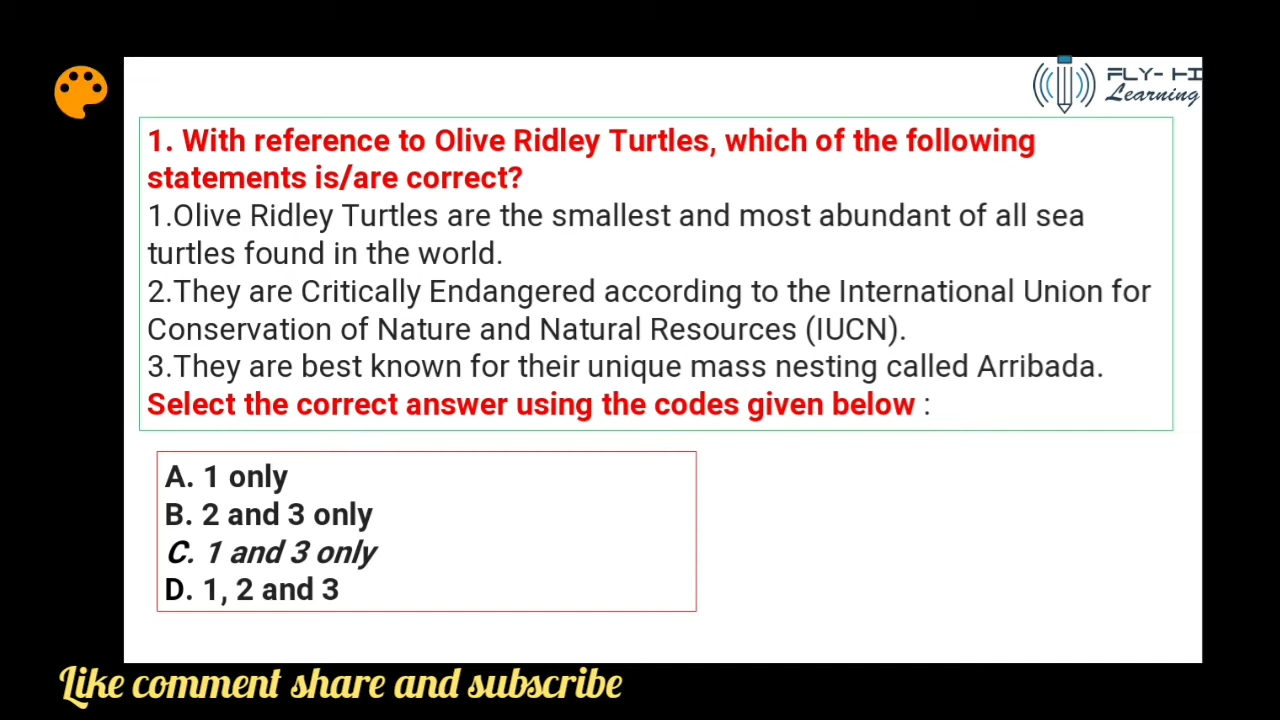 FLY-HI
Learning
1. With reference to Olive Ridley Turtles, which of the following
statements is/are correct?
1.Olive Ridley Turtles are the smallest and most abundant of all sea
turtles found in the world.
2.They are Critically Endangered according to the International Union for
Conservation of Nature and Natural Resources (IUCN).
3.They are best known for their unique mass nesting called Arribada.
Select the correct answer using the codes given below :
A. 1 only
B. 2 and 3 only
C. 1 and 3 only
D. 1, 2 and 3
Like comment share and subscribe